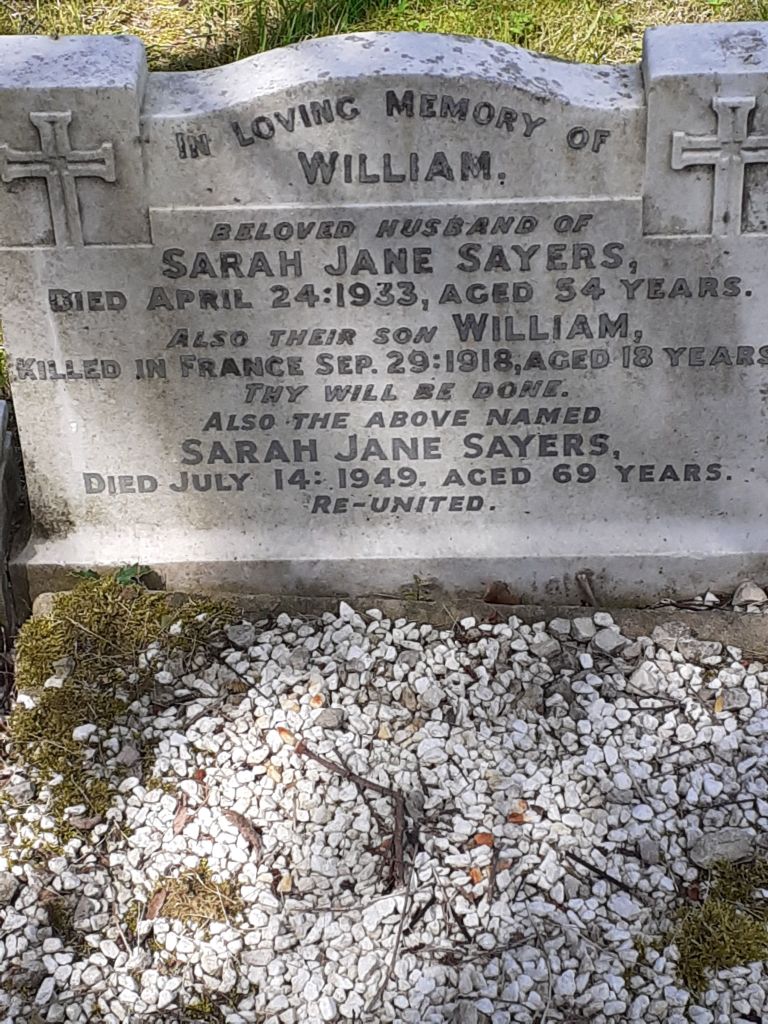 IN LOVING MEMORY OF
WILLIAM.
BELOVED HUSBAND OF
SARAH JANE SAYERS,
DIED APRIL 24:1933, AGED 54 YEARS.
ALSO THEIR SON WILLIAM,
KILLED IN FRANCE SEP. 29:1918, AGED 18 YEARS
THY WILL BE DONE.
ALSO THE ABOVE NAMED
SARAH JANE SAYERS,
DIED JULY 14: 1949. AGED 69 YEARS.
RE-UNITED.